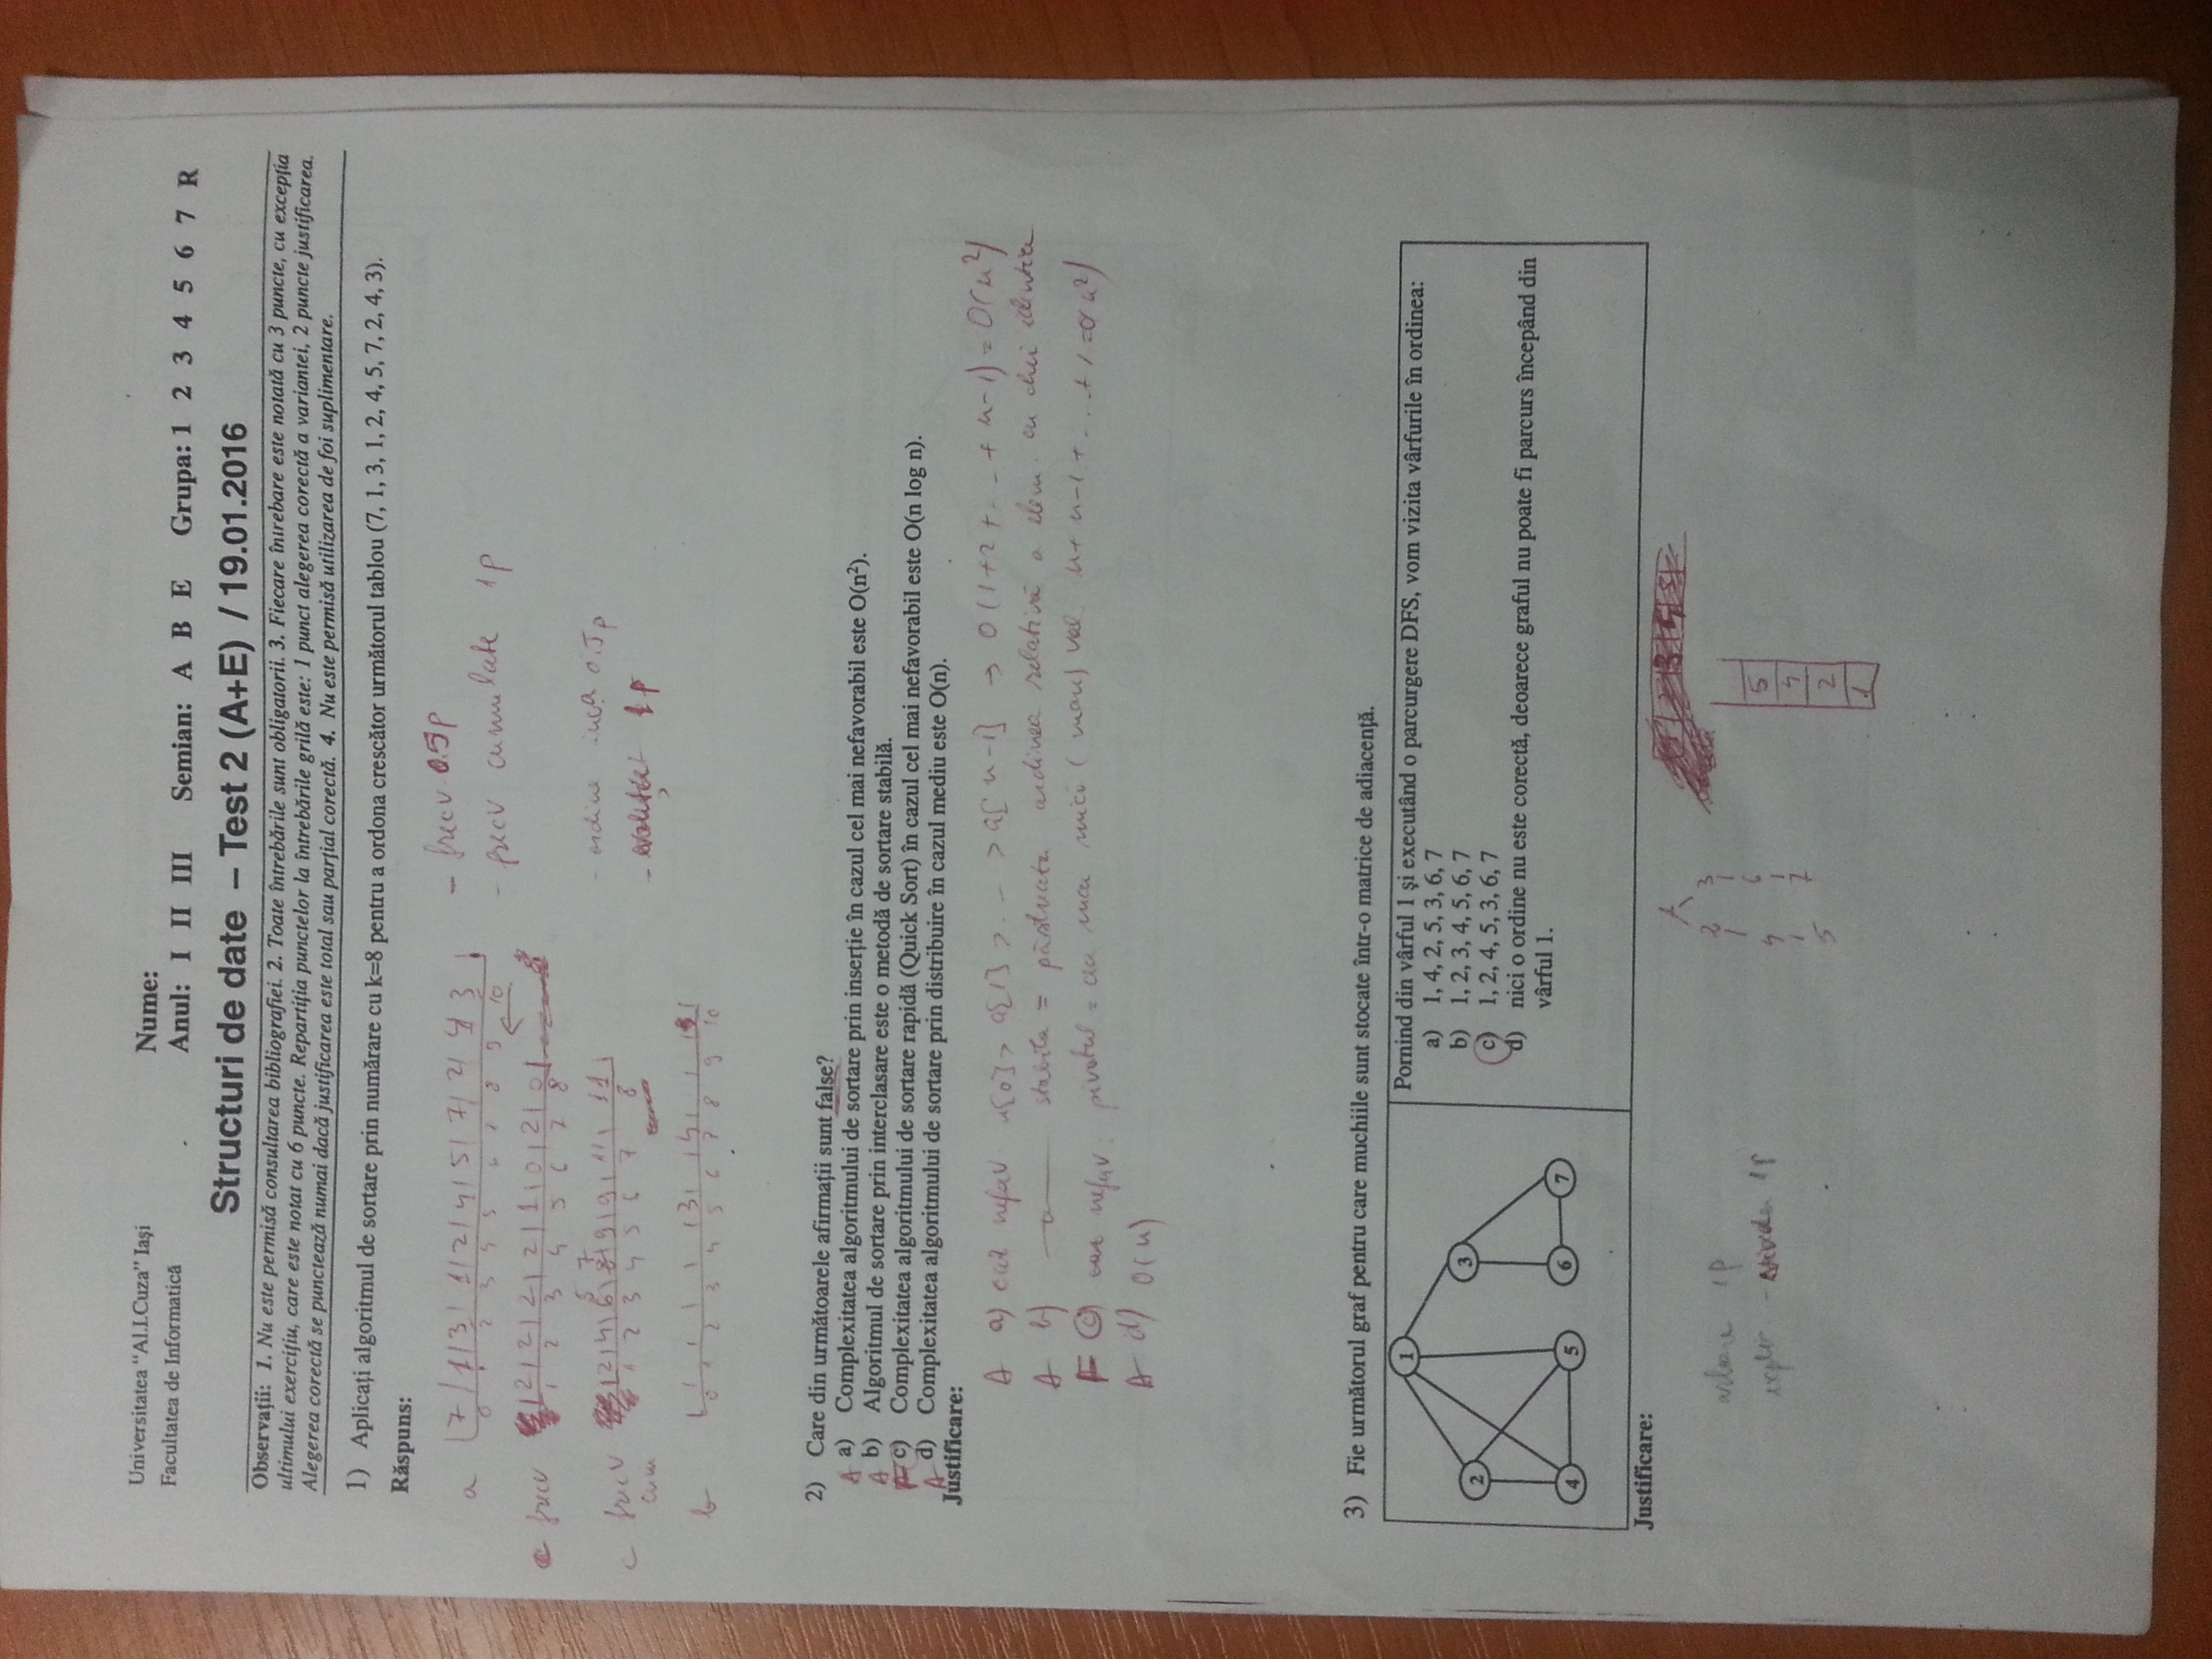 Universitatea “Al.I.Cuza” Iaşi
Facultatea de Informatică
Nume:
Anul: I II III Semian: A B E Grupa: 1 2 3 4 5 6 7 R
Structuri de date – Test 2 (A+E) / 19.01.2016
Observaţii: 1. Nu este permisă consultarea bibliografiei. 2. Toate întrebările sunt obligatorii. 3. Fiecare întrebare este notată cu 3 puncte, cu excepţia
ultimului exerciţiu, care este notat cu 6 puncte. Repartiţia punctelor la întrebările grilă este: 1 punct alegerea corectă a variantei, 2 puncte justificarea.
Alegerea corectă se punctează numai dacă justificarea este total sau parţial corectă. 4. Nu este permisă utilizarea de foi suplimentare.
1) Aplicaţi algoritmul de sortare prin numărare cu k=8 pentru a ordona crescător următorul tablou (7, 1, 3, 1, 2, 4, 5, 7, 2, 4, 3).
Răspuns:
a 7 1 3 1 2 4 5 7 2 4 3
- frecv 0.5p
- frecv cumulate 1p
c frecv 2 2 2 2 1 0 2 0
1 2 3 4 5 6 7 8
5 7
c frecv 2 4 6 8 9 9 11 11
cum 1 2 3 4 5 6 7 8
- ordine 0.5p
- 1p
b 3 4
0 1 2 3 4 5 6 7 8 9 10
2) Care din următoarele afirmaţii sunt false?
A a) Complexitatea algoritmului de sortare prin inserţie în cazul cel mai nefavorabil este O(n²).
A b) Algoritmul de sortare prin interclasare este o metodă de sortare stabilă.
F c) Complexitatea algoritmului de sortare rapidă (Quick Sort) în cazul cel mai nefavorabil este O(n log n).
A d) Complexitatea algoritmului de sortare prin distribuire în cazul mediu este O(n).
Justificare:
A a) caz nefav a[0] > a[1] > ... > a[n-1] → O(1+2+...+n-1) = O(n²)
A b) stabila = ordinea relativă a elem. cu chei identice
F c) caz nefav. pivotul = cea mai mică (mare) val. n + n-1 + ... + 1 = O(n²)
A d) O(n)
3) Fie următorul graf pentru care muchiile sunt stocate într-o matrice de adiacenţă.
1
2
3
4
5
6
7
Pornind din vârful 1 şi executând o parcurgere DFS, vom vizita vârfurile în ordinea:
a) 1, 4, 2, 5, 3, 6, 7
b) 1, 2, 3, 4, 5, 6, 7
c) 1, 2, 4, 5, 3, 6, 7
d) nici o ordine nu este corectă, deoarece graful nu poate fi parcurs începând din
vârful 1.
Justificare:
arbore 1p
explic. 1p
1
2 3
4 6
5 7
5
4
2
1